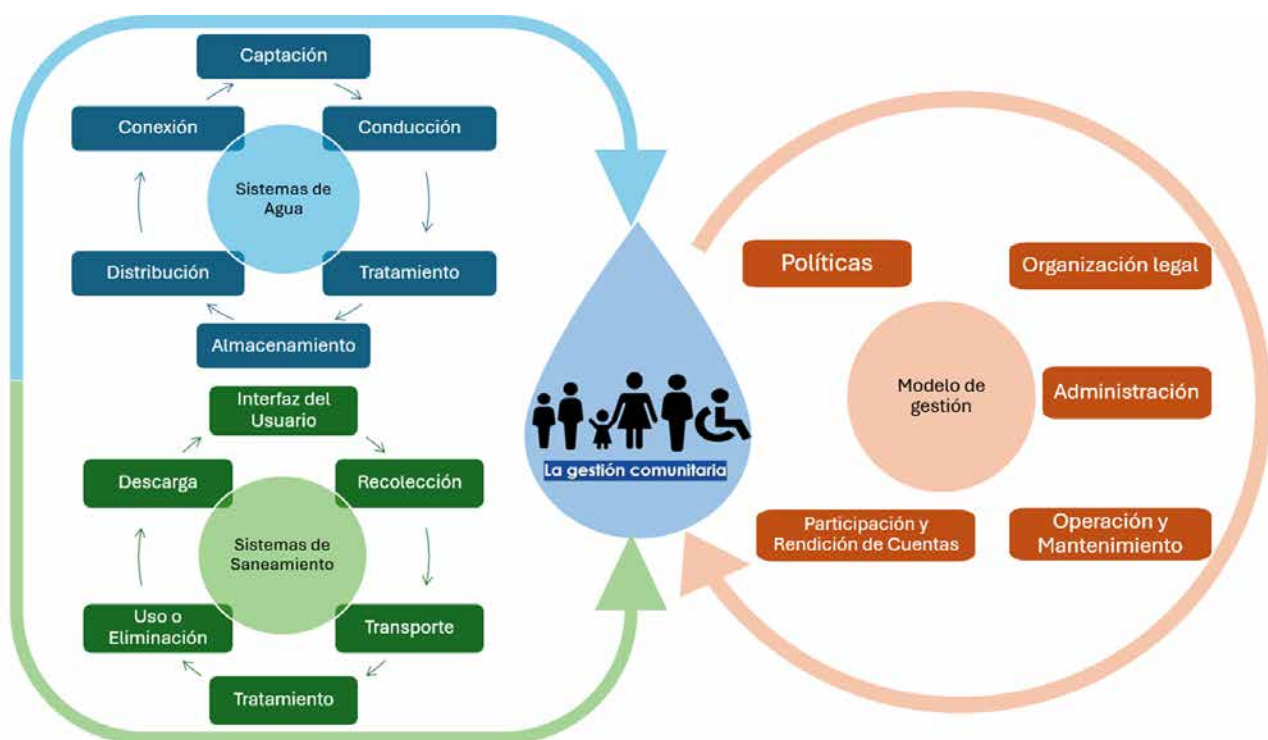 Captación
Conexión
Conducción
Sistemas de
Agua
Distribución
Tratamiento
Almacenamiento
Interfaz del
Usuario
Descarga
Recolección
Sistemas de
Saneamiento
Uso o
Eliminación
Transporte
Tratamiento
La gestión comunitaria
Políticas
Organización legal
Modelo de
gestión
Administración
Participación y
Rendición de Cuentas
Operación y
Mantenimiento